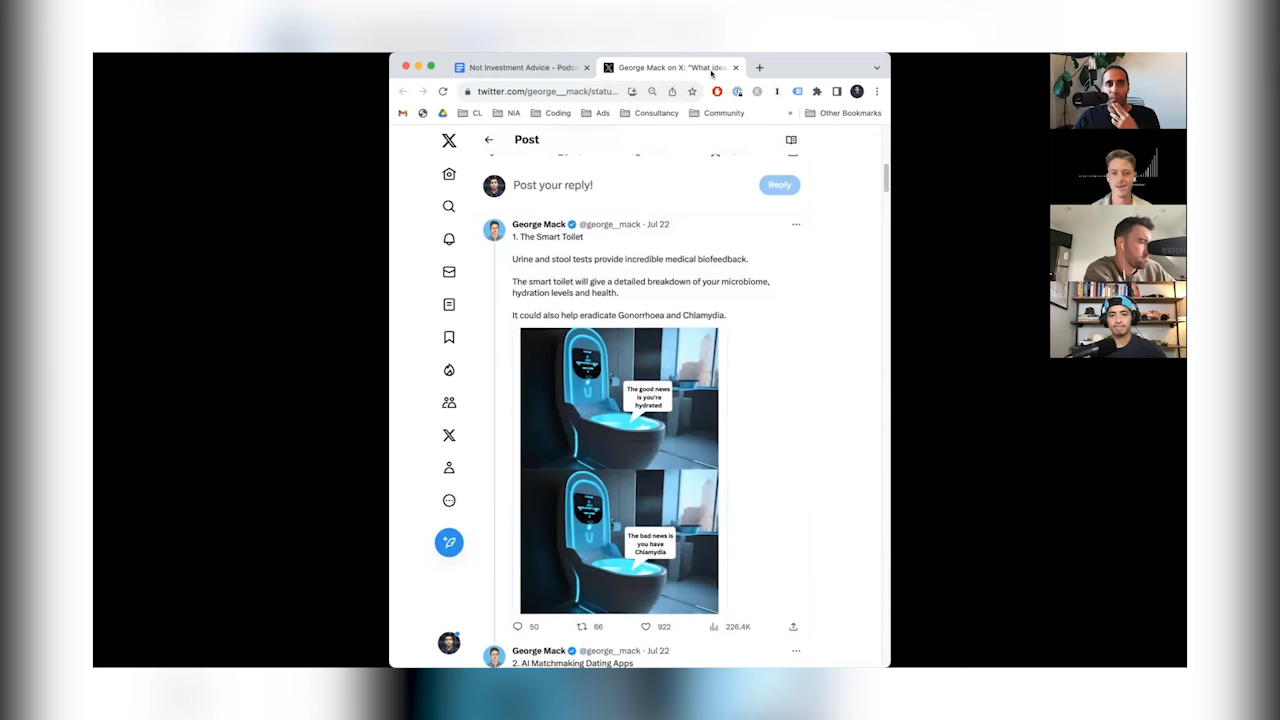 Not Investment Advice - Podca
George Mack on X: "What idea
twitter.com/george__mack/statu...
CL
NIA
Coding
Ads
Consultancy
Community
»
Other Bookmarks
Post
Post your reply!
Reply
George Mack @george__mack · Jul 22
1. The Smart Toilet
Urine and stool tests provide incredible medical biofeedback.
The smart toilet will give a detailed breakdown of your microbiome,
hydration levels and health.
It could also help eradicate Gonorrhoea and Chlamydia.
The good news
is you're
hydrated
The bad news is
you have
Chlamydia
50
66
922
226.4K
George Mack @george__mack · Jul 22
2. AI Matchmaking Dating Apps